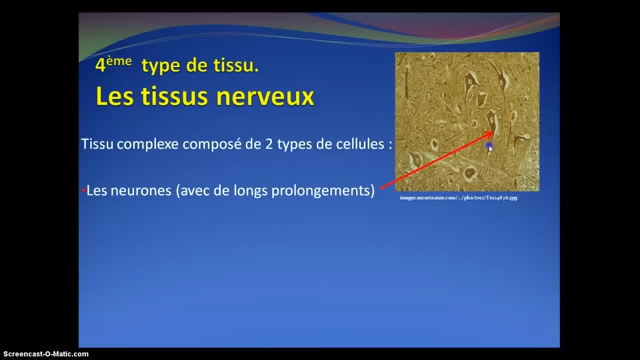 4ème type de tissu.
Les tissus nerveux
Tissu complexe composé de 2 types de cellules :
•Les neurones (avec de longs prolongements)
Screencast-O-Matic.com